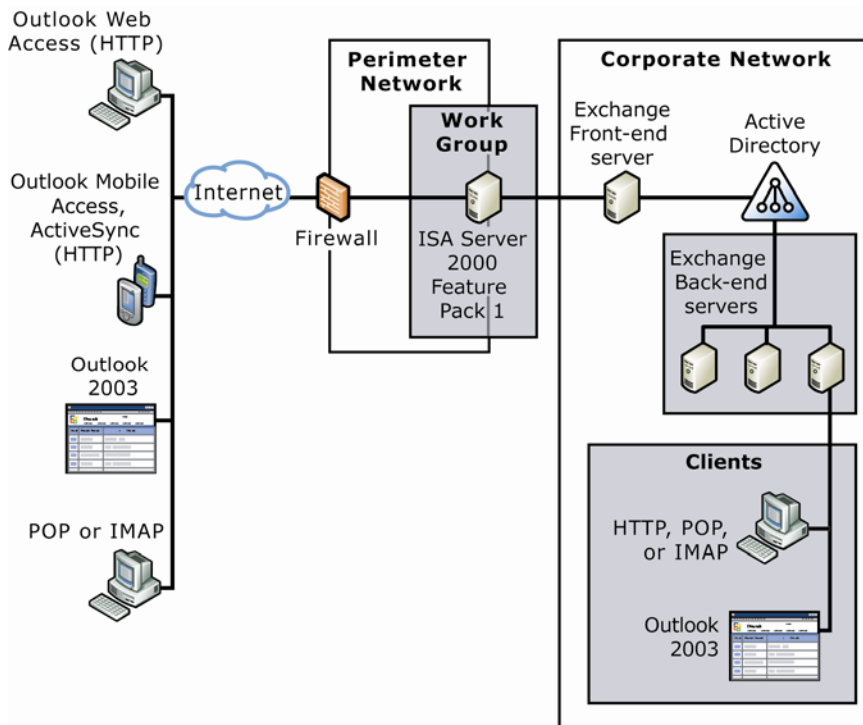 Outlook Web
Access (HTTP)
Outlook Mobile
Access,
ActiveSync
(HTTP)
Outlook
2003
POP or IMAP
Internet
Firewall
Perimeter
Network
Work
Group
ISA Server
2000
Feature
Pack 1
Corporate Network
Exchange
Front-end
server
Active
Directory
Exchange
Back-end
servers
Clients
HTTP, POP,
or IMAP
Outlook
2003